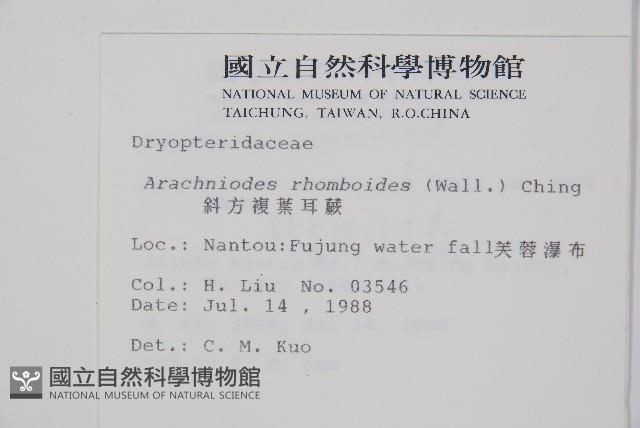 國立自然科學博物館
NATIONAL MUSEUM OF NATURAL SCIENCE
TAICHUNG, TAIWAN, R.O.CHINA
Dryopteridaceae
Arachniodes rhomboides (Wall.) Ching
斜方複葉耳蕨
Loc.: Nantou:Fujung water fall芙蓉瀑布
Col.: H. Liu No. 03546
Date: Jul. 14 , 1988
Det.: C. M. Kuo
國立自然科學博物館
NATIONAL MUSEUM OF NATURAL SCIENCE